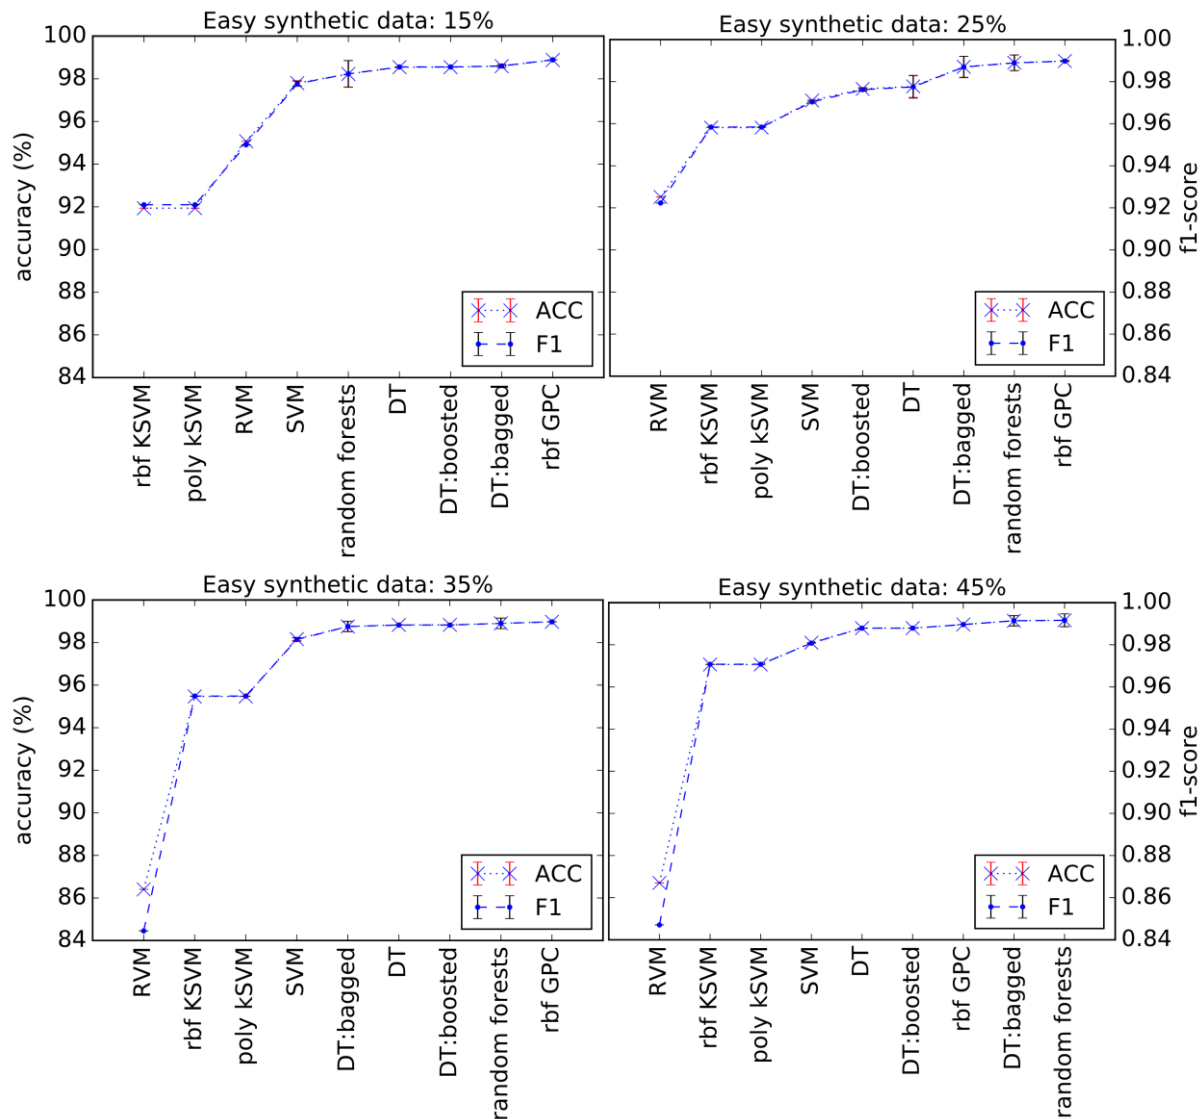 Easy synthetic data: 15%
100
98
96
94
92
90
88
86
84
accuracy (%)
ACC
F1
rbf KSVM
poly kSVM
RVM
SVM
random forests
DT
DT:boosted
DT:bagged
rbf GPC
Easy synthetic data: 25%
1.00
0.98
0.96
0.94
0.92
0.90
0.88
0.86
0.84
f1-score
ACC
F1
RVM
rbf KSVM
poly kSVM
SVM
DT:boosted
DT
DT:bagged
random forests
rbf GPC
Easy synthetic data: 35%
100
98
96
94
92
90
88
86
84
accuracy (%)
ACC
F1
RVM
rbf KSVM
poly kSVM
SVM
DT:bagged
DT
DT:boosted
random forests
rbf GPC
Easy synthetic data: 45%
1.00
0.98
0.96
0.94
0.92
0.90
0.88
0.86
0.84
f1-score
ACC
F1
RVM
rbf KSVM
poly kSVM
SVM
DT
DT:boosted
rbf GPC
DT:bagged
random forests